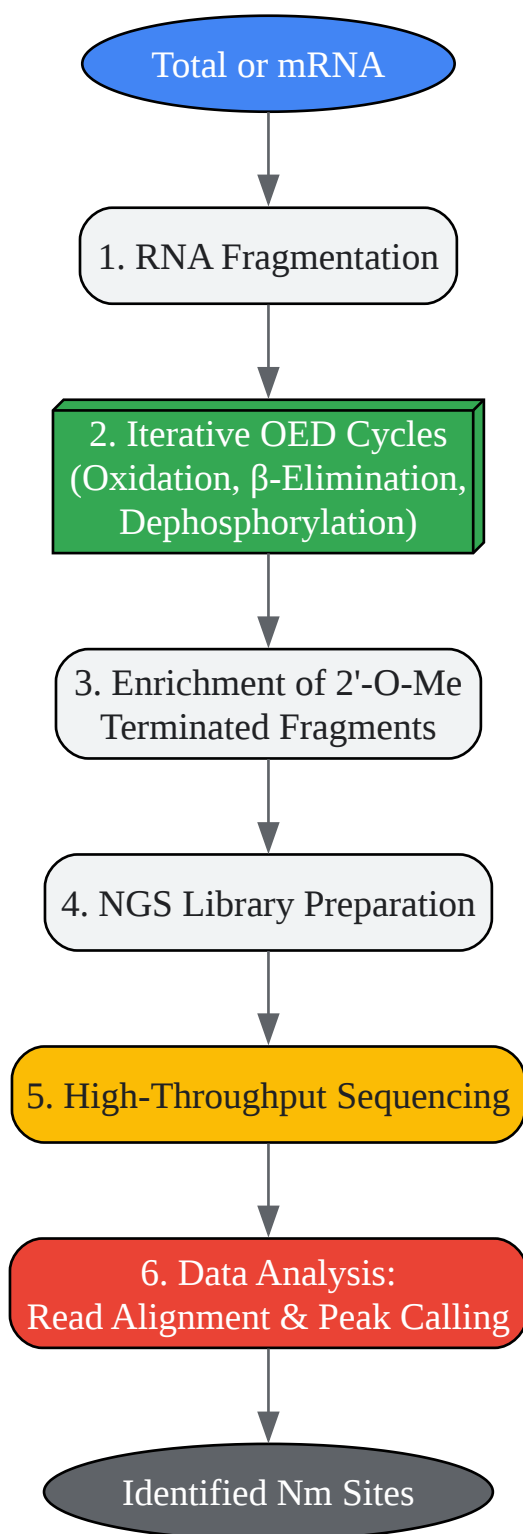 Total or mRNA
1. RNA Fragmentation
2. Iterative OED Cycles
(Oxidation, β-Elimination,
Dephosphorylation)
3. Enrichment of 2'-O-Me
Terminated Fragments
4. NGS Library Preparation
5. High-Throughput Sequencing
6. Data Analysis:
Read Alignment & Peak Calling
Identified Nm Sites